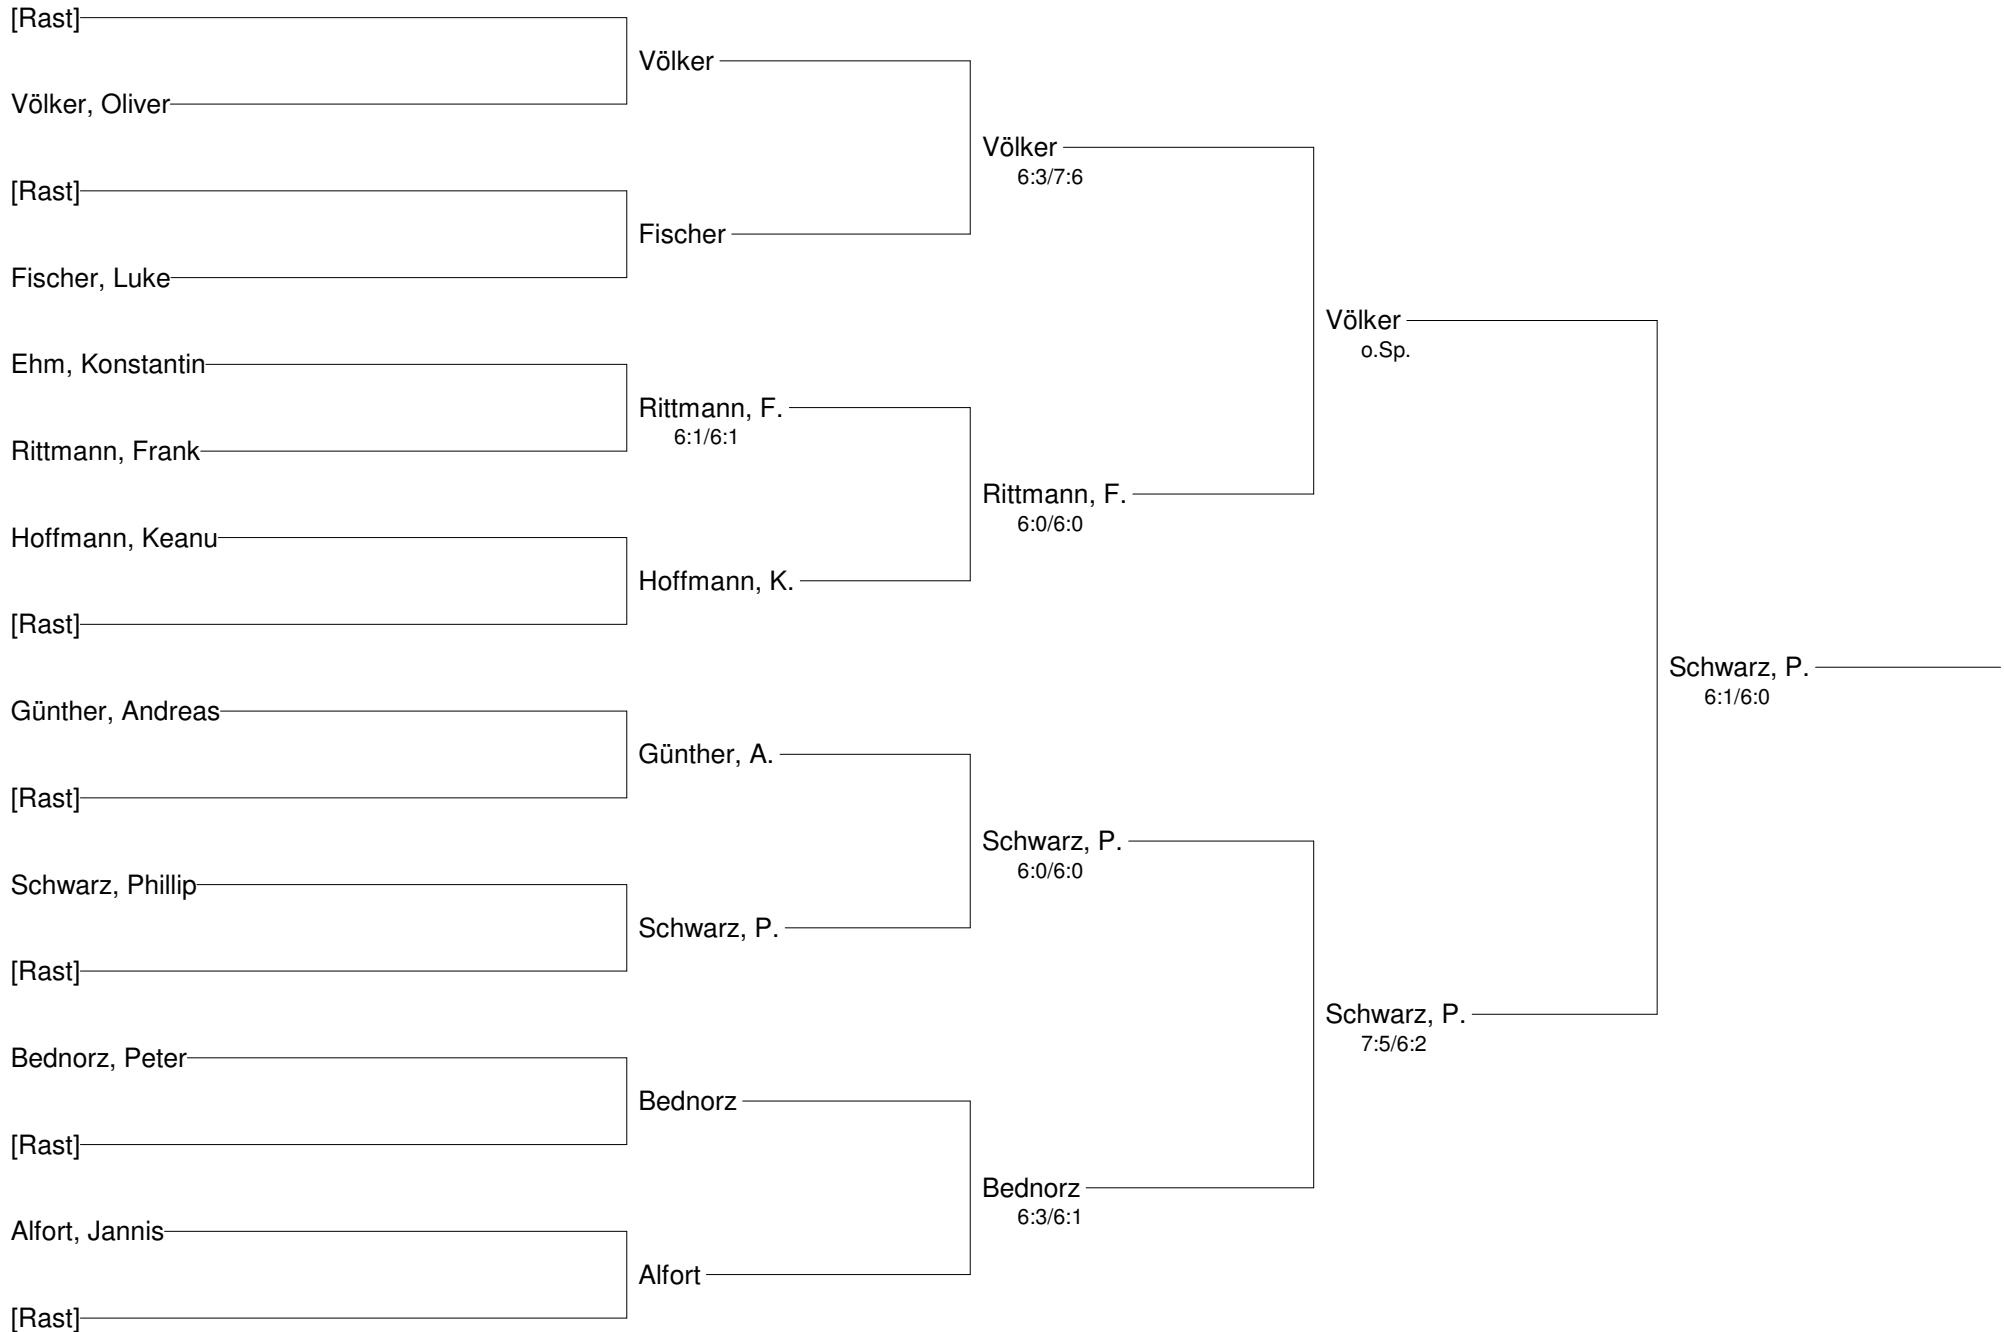 [Rast]
Völker, Oliver
[Rast]
Fischer, Luke
Ehm, Konstantin
Rittmann, Frank
Hoffmann, Keanu
[Rast]
Günther, Andreas
[Rast]
Schwarz, Phillip
[Rast]
Bednorz, Peter
[Rast]
Alfort, Jannis
[Rast]
Völker
Fischer
Rittmann, F.
6:1/6:1
Hoffmann, K.
Günther, A.
Schwarz, P.
Bednorz
Alfort
Völker
6:3/7:6
Rittmann, F.
6:0/6:0
Schwarz, P.
6:0/6:0
Bednorz
6:3/6:1
Völker
o.Sp.
Schwarz, P.
7:5/6:2
Schwarz, P.
6:1/6:0